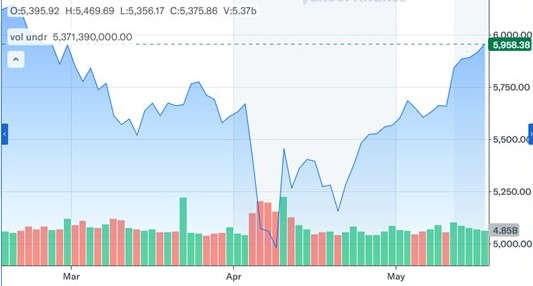 O:5,395.92 H:5,469.69 L:5,356.17 C:5,375.86 V:5.37b
vol undr 5,371,390,000.00
6,000.00
5,958.38
5,750.00
5,500.00
5,250.00
4.85B
5,000.00
Mar Apr May